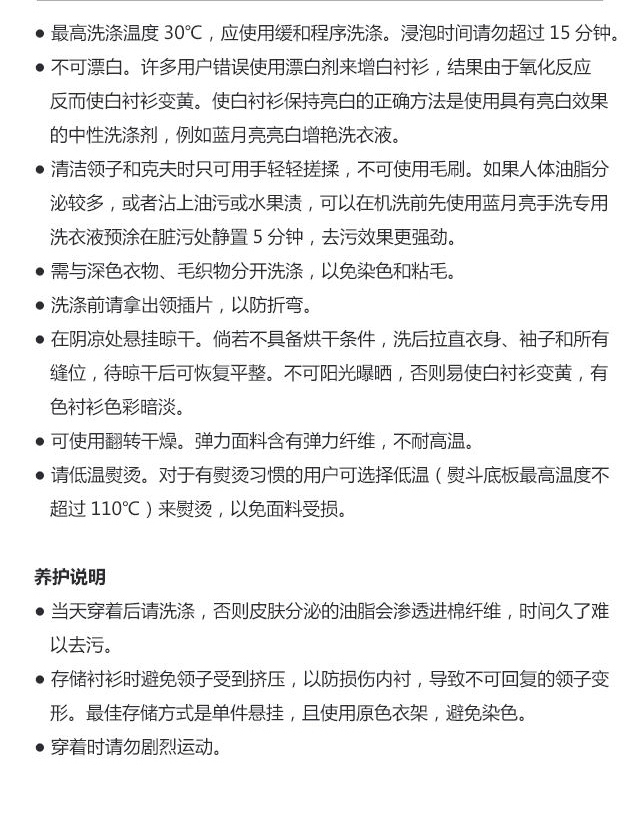 ● 最高洗涤温度 30℃，应使用缓和程序洗涤。浸泡时间请勿超过 15 分钟。
● 不可漂白。许多用户错误使用漂白剂来增白衬衫，结果由于氧化反应
反而使白衬衫变黄。使白衬衫保持亮白的正确方法是使用具有亮白效果
的中性洗涤剂，例如蓝月亮亮白增艳洗衣液。
● 清洁领子和克夫时只可用手轻轻搓揉，不可使用毛刷。如果人体油脂分
泌较多，或者沾上油污或水果渍，可以在机洗前先使用蓝月亮手洗专用
洗衣液预涂在脏污处静置 5 分钟，去污效果更强劲。
● 需与深色衣物、毛织物分开洗涤，以免染色和粘毛。
● 洗涤前请拿出领插片，以防折弯。
● 在阴凉处悬挂晾干。倘若不具备烘干条件，洗后拉直衣身、袖子和所有
缝位，待晾干后可恢复平整。不可阳光曝晒，否则易使白衬衫变黄，有
色衬衫色彩暗淡。
● 可使用翻转干燥。弹力面料含有弹力纤维，不耐高温。
● 请低温熨烫。对于有熨烫习惯的用户可选择低温（熨斗底板最高温度不
超过 110℃）来熨烫，以免面料受损。
养护说明
● 当天穿着后请洗涤，否则皮肤分泌的油脂会渗透进棉纤维，时间久了难
以去污。
● 存储衬衫时避免领子受到挤压，以防损伤内衬，导致不可回复的领子变
形。最佳存储方式是单件悬挂，且使用原色衣架，避免染色。
● 穿着时请勿剧烈运动。